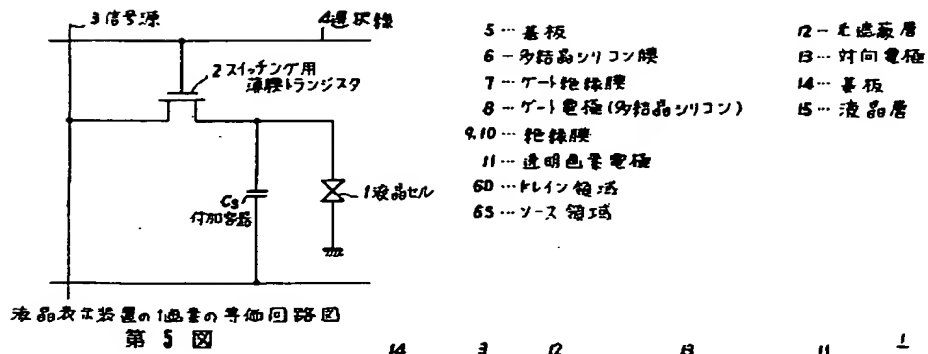 3信号源
4選択線
2スイッチング用
薄膜トランジスタ
Cs
付加容器
1液晶セル
液晶表示装置の1画素の等価回路図
第5図
5…基板
6-多結晶シリコン膜
7…ゲート絶縁膜
8…ゲート電極(多結晶シリコン)
9,10…絶縁膜
11…透明画素電極
6D…ドレイン領域
6S…ソース領域
12-光遮蔽層
13…対向電極
14…基板
15…液晶層
14 3 12 13 11 1